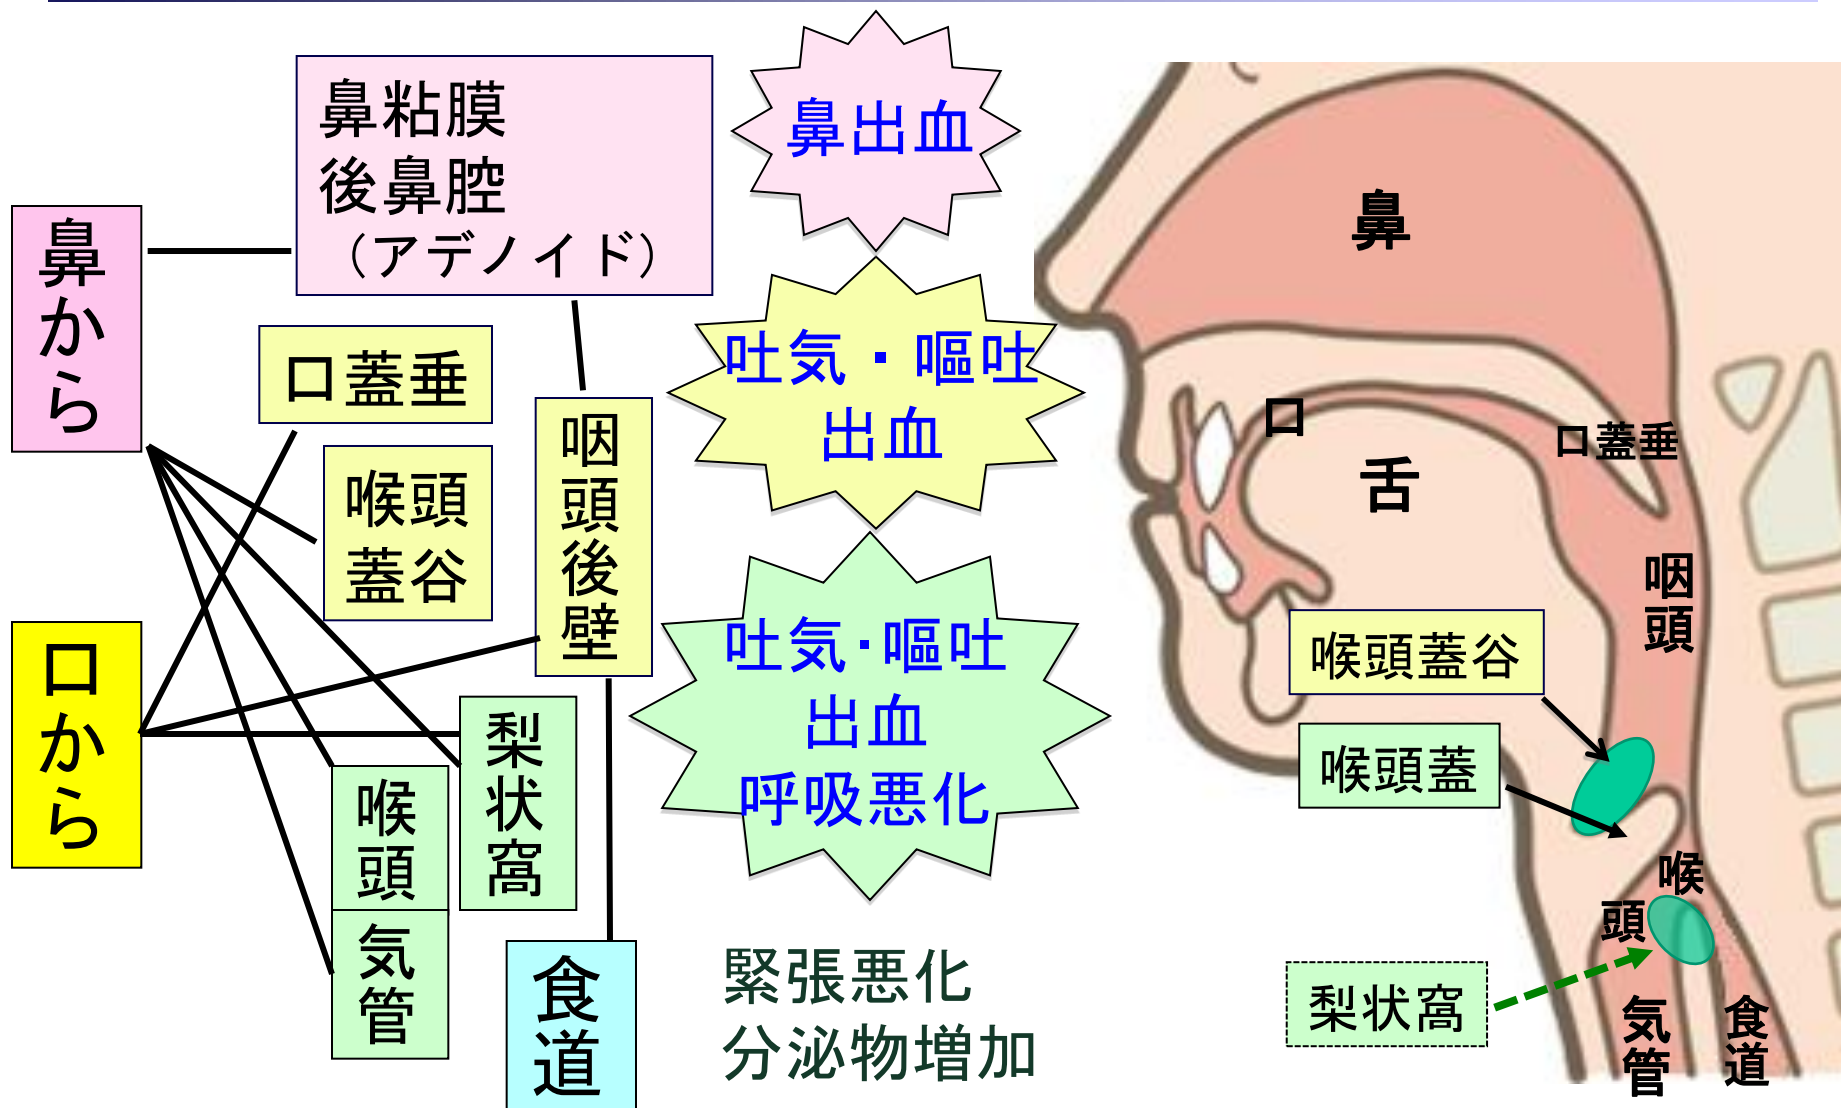 鼻から
口から
鼻粘膜
後鼻腔
（アデノイド）
口蓋垂
喉頭
蓋谷
咽頭後壁
梨状窩
喉頭
気管
食道
鼻出血
吐気・嘔吐
出血
吐気・嘔吐
出血
呼吸悪化
緊張悪化
分泌物増加
鼻
口
口蓋垂
舌
咽頭
喉頭蓋谷
喉頭蓋
喉頭
梨状窩
気管
食道